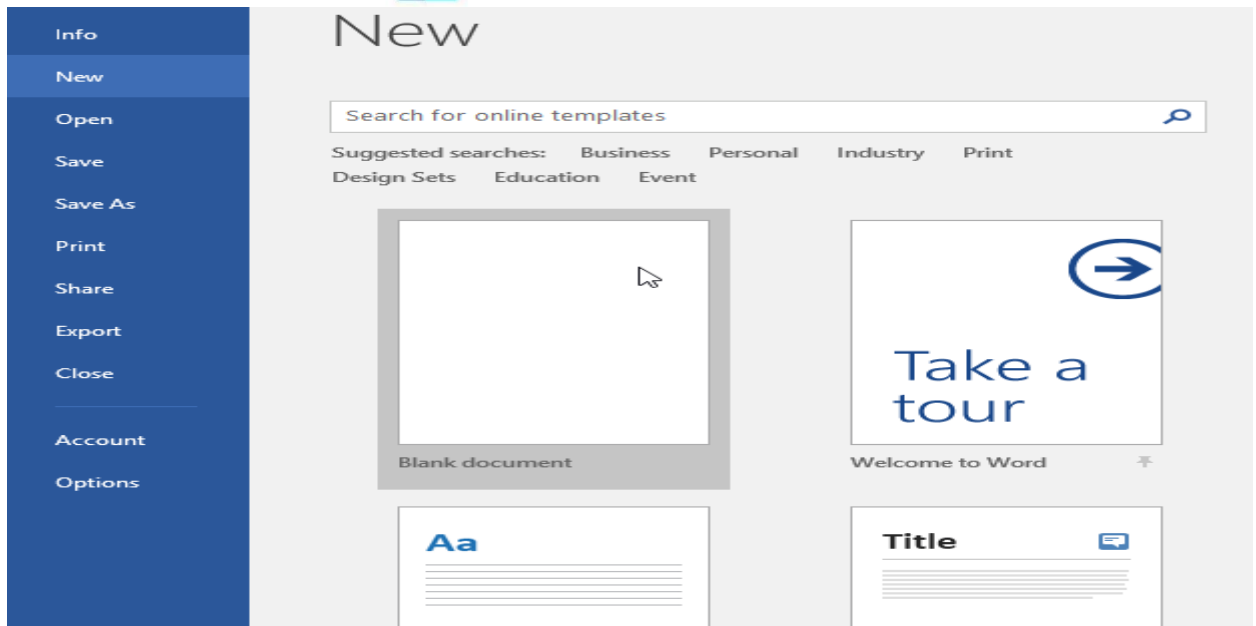 Info
New
Open
Save
Save As
Print
Share
Export
Close
Account
Options
New
Search for online templates
Suggested searches: Business Personal Industry Print
Design Sets Education Event
Take a
tour
Blank document
Welcome to Word
Aa
Title